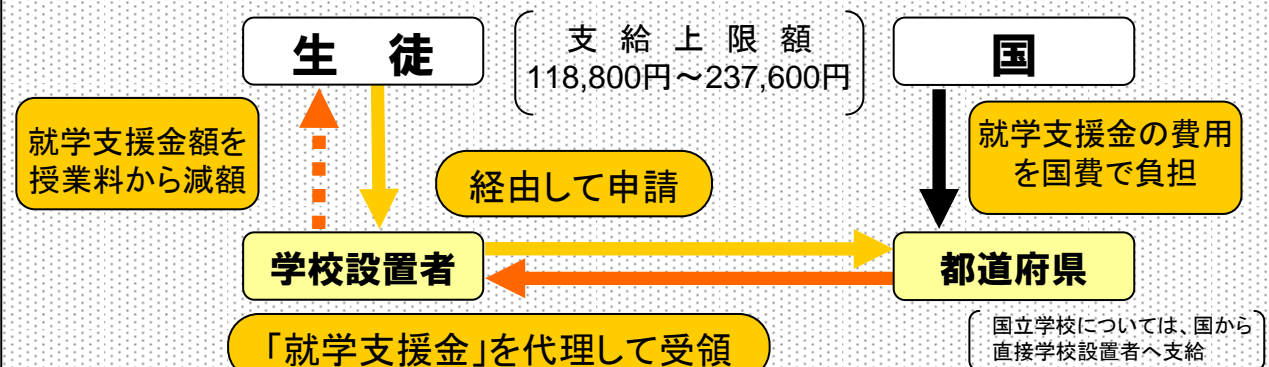 生　徒
支 給 上 限 額
118,800円～237,600円
国
就学支援金額を
授業料から減額
経由して申請
就学支援金の費用
を国費で負担
学校設置者
都道府県
「就学支援金」を代理して受領
国立学校については、国から
直接学校設置者へ支給